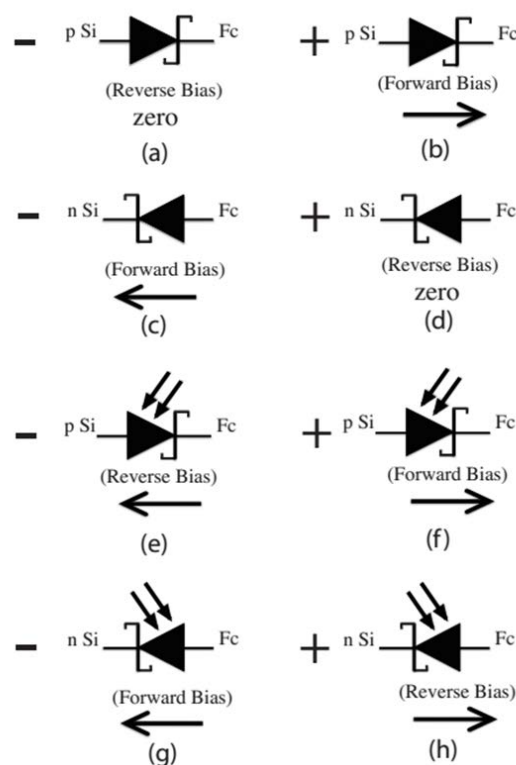 − p Si Fc + p Si Fc
(Reverse Bias) (Forward Bias)
zero
(a) (b)
− n Si Fc + n Si Fc
(Forward Bias) (Reverse Bias)
zero
(c) (d)
− p Si Fc + p Si Fc
(Reverse Bias) (Forward Bias)
(e) (f)
− n Si Fc + n Si Fc
(Forward Bias) (Reverse Bias)
(g) (h)